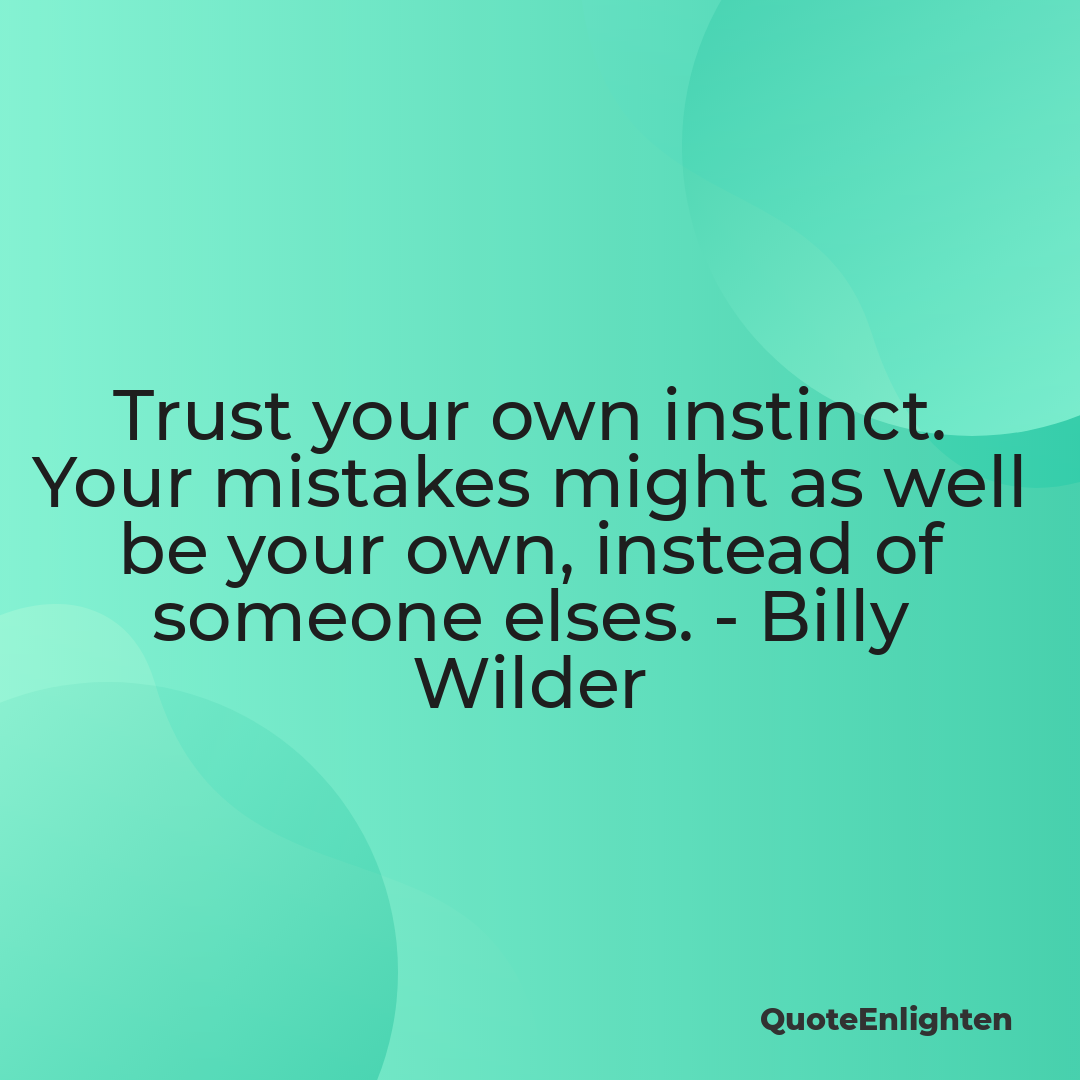 Trust your own instinct.
Your mistakes might as well
be your own, instead of
someone elses. - Billy
Wilder
QuoteEnlighten